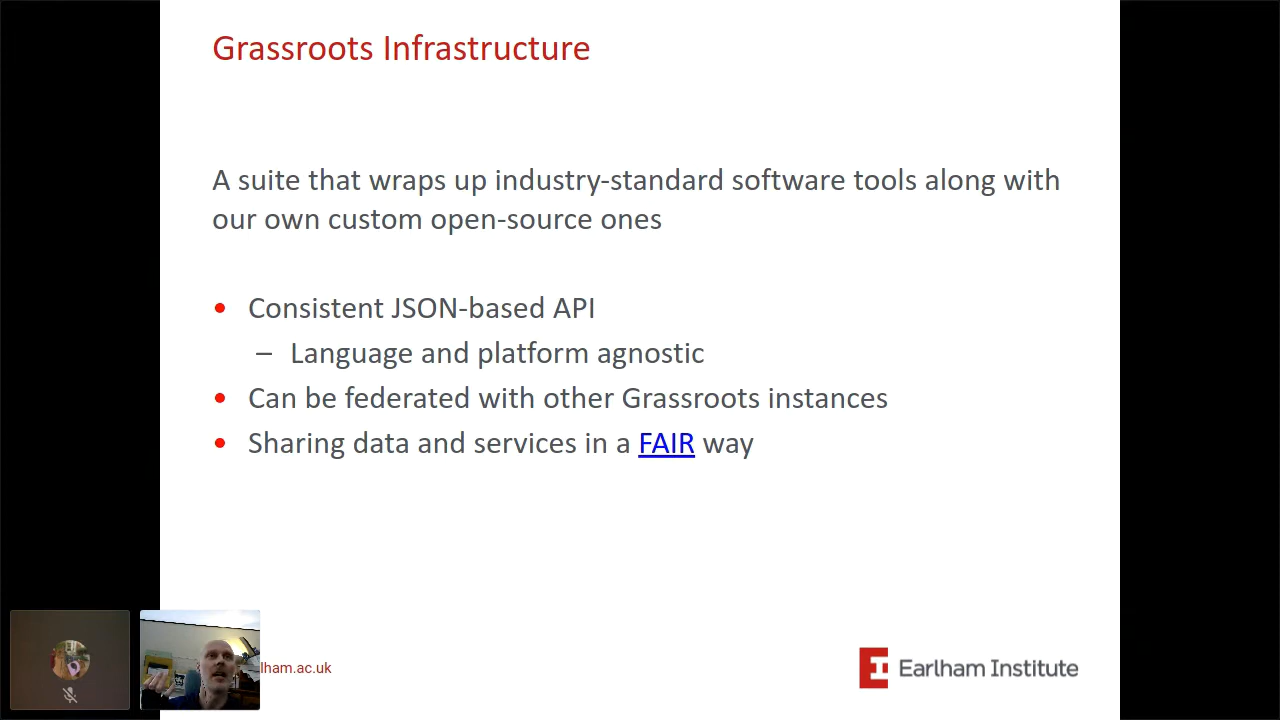 Grassroots Infrastructure
A suite that wraps up industry-standard software tools along with
our own custom open-source ones
• Consistent JSON-based API
– Language and platform agnostic
• Can be federated with other Grassroots instances
• Sharing data and services in a FAIR way
lham.ac.uk
Earlham Institute